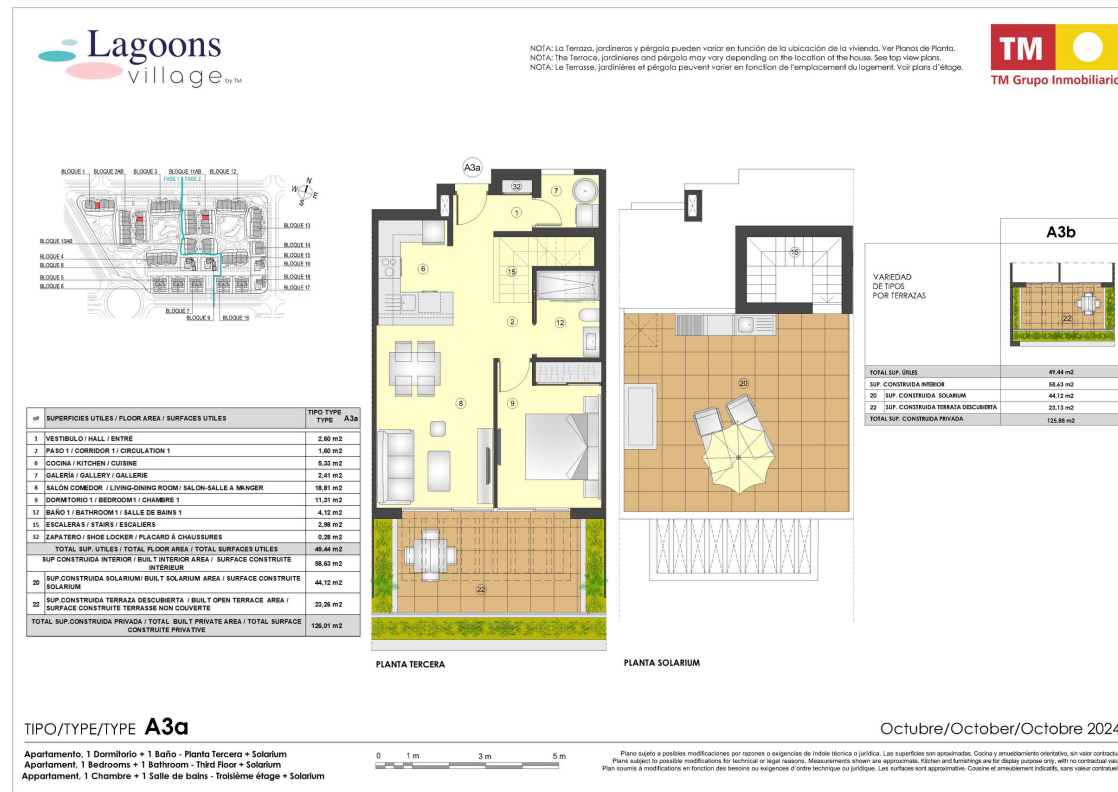 Lagoons
village by TM
NOTA: La Terraza, jardineras y pérgola pueden variar en función de la ubicación de la vivienda. Ver Planos de Planta.
NOTA: The Terrace, jardinieres and pérgola may vary depending on the location of the house. See top view plans.
NOTA: Le Terrasse, jardinières et pérgola peuvent varier en fonction de l'emplacement du logement. Voir plans d'étage.
TM
TM Grupo Inmobiliario
BLOQUE 1
BLOQUE 2AB
BLOQUE 3
BLOQUE 11AB
BLOQUE 12
FASE 1
FASE 2
N
W
E
S
BLOQUE 13
BLOQUE 10AB
BLOQUE 14
BLOQUE 4
BLOQUE 15
BLOQUE 19
BLOQUE 5
BLOQUE 18
BLOQUE 6
BLOQUE 17
BLOQUE 7
BLOQUE 9
BLOQUE 16
A3a
32
7
1
6
15
2
12
8
9
22
PLANTA TERCERA
15
20
PLANTA SOLARIUM
A3b
VARIEDAD
DE TIPOS
POR TERRAZAS
22
TOTAL SUP. ÚTILES 49,44 m2
SUP. CONSTRUIDA INTERIOR 58,63 m2
20 SUP. CONSTRUIDA SOLARIUM 44,12 m2
22 SUP. CONSTRUIDA TERRAZA DESCUBIERTA 23,13 m2
TOTAL SUP. CONSTRUIDA PRIVADA 125,88 m2
nº SUPERFICIES UTILES / FLOOR AREA / SURFACES UTILES TIPO TYPE TYPE A3a
1 VESTIBULO / HALL / ENTRÉ 2,60 m2
2 PASO 1 / CORRIDOR 1 / CIRCULATION 1 1,60 m2
6 COCINA / KITCHEN / CUISINE 5,33 m2
7 GALERÍA / GALLERY / GALLERIE 2,41 m2
8 SALÓN COMEDOR / LIVING-DINING ROOM / SALON-SALLE A MANGER 18,81 m2
9 DORMITORIO 1 / BEDROOM 1 / CHAMBRE 1 11,31 m2
12 BAÑO 1 / BATHROOM 1 / SALLE DE BAINS 1 4,12 m2
15 ESCALERAS / STAIRS / ESCALIERS 2,98 m2
32 ZAPATERO / SHOE LOCKER / PLACARD Á CHAUSSURES 0,28 m2
TOTAL SUP. UTILES / TOTAL FLOOR AREA / TOTAL SURFACES UTILES 49,44 m2
SUP CONSTRUIDA INTERIOR / BUILT INTERIOR AREA / SURFACE CONSTRUITE INTÉRIEUR 58,63 m2
20 SUP.CONSTRUIDA SOLARIUM/ BUILT SOLARIUM AREA / SURFACE CONSTRUITE SOLARIUM 44,12 m2
22 SUP.CONSTRUIDA TERRAZA DESCUBIERTA / BUILT OPEN TERRACE AREA / SURFACE CONSTRUITE TERRASSE NON COUVERTE 23,26 m2
TOTAL SUP.CONSTRUIDA PRIVADA / TOTAL BUILT PRIVATE AREA / TOTAL SURFACE CONSTRUITE PRIVATIVE 126,01 m2
TIPO/TYPE/TYPE A3a
Octubre/October/Octobre 2024
Apartamento, 1 Dormitorio + 1 Baño - Planta Tercera + Solarium
Apartament, 1 Bedrooms + 1 Bathroom - Third Floor + Solarium
Appartament, 1 Chambre + 1 Salle de bains - Troisième étage + Solarium
0 1 m 3 m 5 m
Plano sujeto a posibles modificaciones por razones o exigencias de índole técnica o jurídica. Las superficies son aproximadas. Cocina y amueblamiento orientativo, sin valor contractu
Plans subject to possible modifications for technical or legal reasons. Measurements shown are approximate. Kitchen and furnishings are for display purpose only, with no contractual valu
Plan soumis à modifications en fonction des besoins ou exigences d'ordre technique ou juridique. Les surfaces sont approximative. Cousine et ameublement indicatifs, sans valeur contratuel